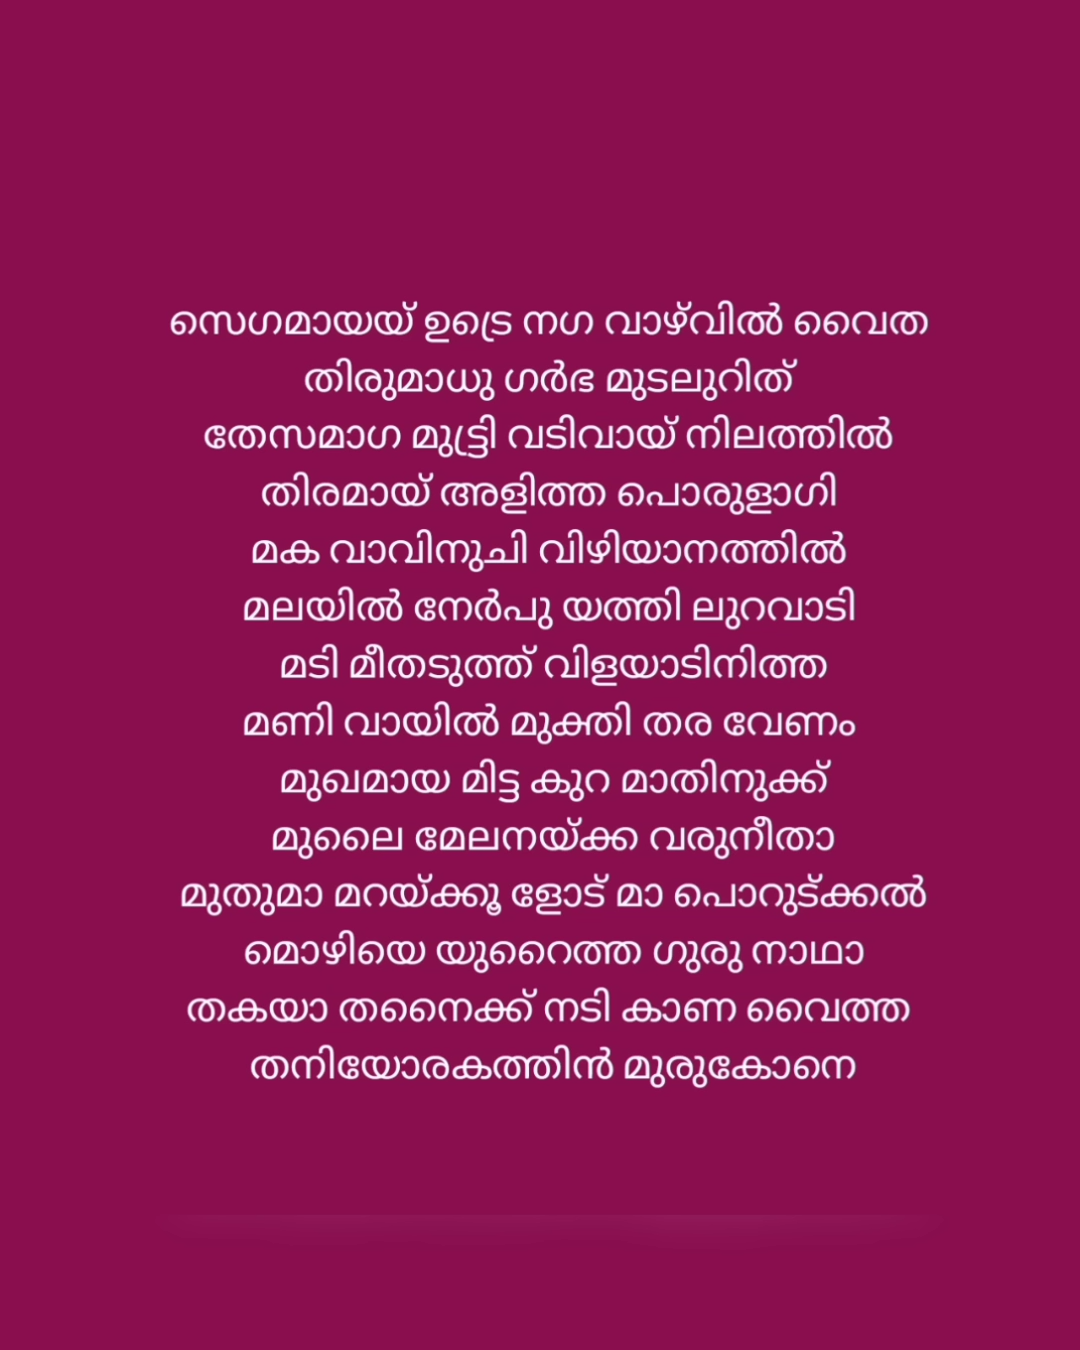 സെഗമായയ് ഉട്രെ നഗ വാഴ്‌വിൽ വൈത
തിരുമാധു ഗർഭ മുടലുറിത്
തേസമാഗ മുട്ട്രി വടിവായ് നിലത്തിൽ
തിരമായ് അളിത്ത പൊരുളാഗി
മക വാവിനുചി വിഴിയാനത്തിൽ
മലയിൽ നേർപു യത്തി ലുറവാടി
മടി മീതടുത്ത് വിളയാടിനിത്ത
മണി വായിൽ മുക്തി തര വേണം
മുഖമായ മിട്ട കുറ മാതിനുക്ക്
മുലൈ മേലനയ്ക്ക വരുനീതാ
മുതുമാ മറയ്ക്കൂ ളോട് മാ പൊറുട്ക്കൽ
മൊഴിയെ യുറൈത്ത ഗുരു നാഥാ
തകയാ തനൈക്ക് നടി കാണ വൈത്ത
തനിയോരകത്തിൻ മുരുകോനെ